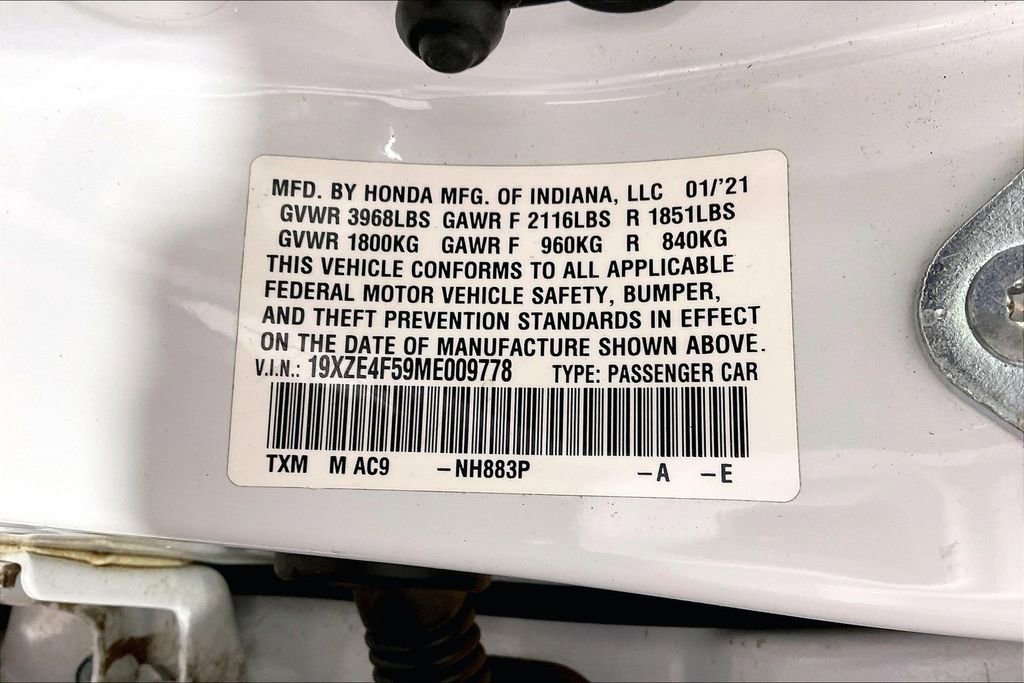 MFD. BY HONDA MFG. OF INDIANA, LLC 01/'21
GVWR 3968LBS GAWR F 2116LBS R 1851LBS
GVWR 1800KG GAWR F 960KG R 840KG
THIS VEHICLE CONFORMS TO ALL APPLICABLE
FEDERAL MOTOR VEHICLE SAFETY, BUMPER,
AND THEFT PREVENTION STANDARDS IN EFFECT
ON THE DATE OF MANUFACTURE SHOWN ABOVE.
V.I.N.: 19XZE4F59ME009778 TYPE: PASSENGER CAR
TXM M AC9 –NH883P –A –E